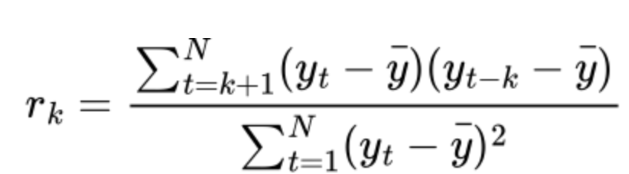 r_k = \frac{\sum_{t=k+1}^{N}(y_t - \bar{y})(y_{t-k} - \bar{y})}{\sum_{t=1}^{N}(y_t - \bar{y})^2}